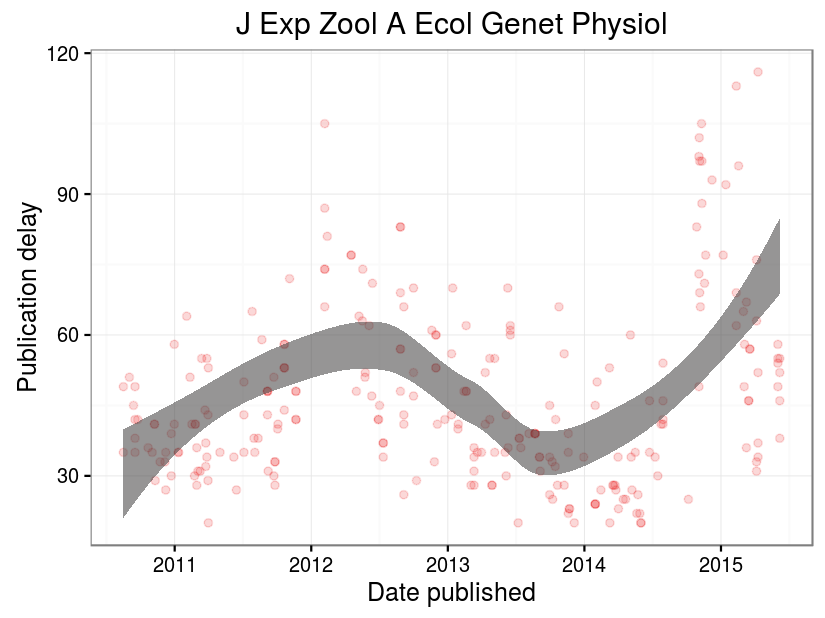 J Exp Zool A Ecol Genet Physiol
120
90
60
30
Publication delay
2011 2012 2013 2014 2015
Date published